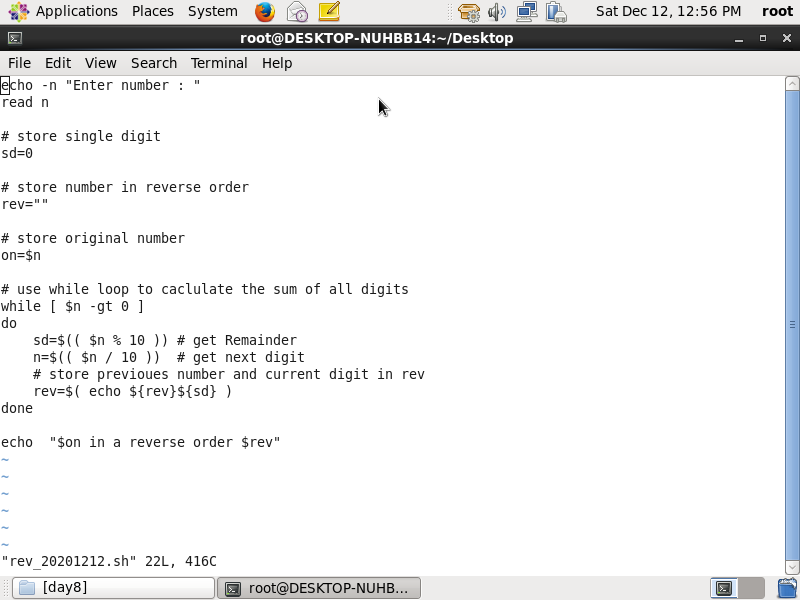 Applications Places System Sat Dec 12, 12:56 PM root
root@DESKTOP-NUHBB14:~/Desktop
File Edit View Search Terminal Help
echo -n "Enter number : "
read n
# store single digit
sd=0
# store number in reverse order
rev=""
# store original number
on=$n
# use while loop to caclulate the sum of all digits
while [ $n -gt 0 ]
do
    sd=$(( $n % 10 )) # get Remainder
    n=$(( $n / 10 ))  # get next digit
    # store previoues number and current digit in rev
    rev=$( echo ${rev}${sd} )
done
echo  "$on in a reverse order $rev"
~
~
~
~
~
~
"rev_20201212.sh" 22L, 416C
[day8] root@DESKTOP-NUHB...